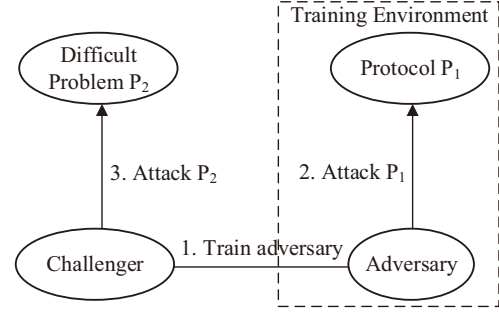 Training Environment
Difficult
Problem P₂
Protocol P₁
3. Attack P₂
2. Attack P₁
1. Train adversary
Challenger
Adversary